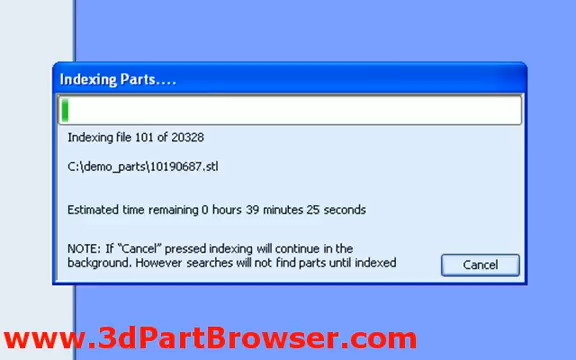 Indexing Parts....
Indexing file 101 of 20328
C:\demo_parts\10190687.stl
Estimated time remaining 0 hours 39 minutes 25 seconds
NOTE: If "Cancel" pressed indexing will continue in the
background. However searches will not find parts until indexed
Cancel
www.3dPartBrowser.com